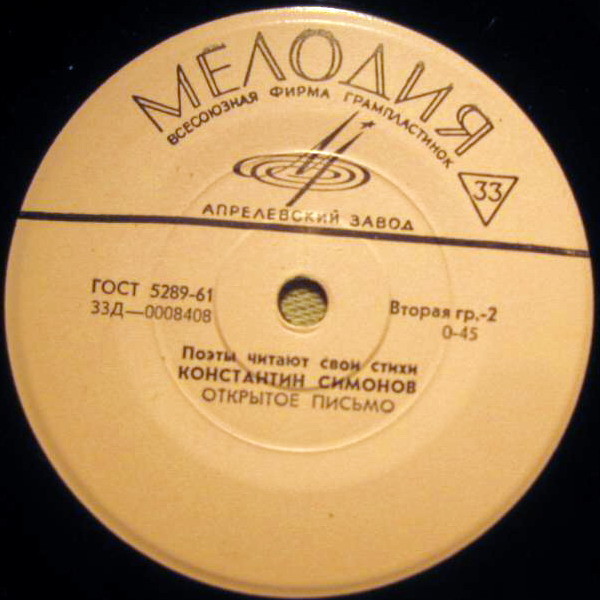 МЕЛОДИЯ
ВСЕСОЮЗНАЯ ФИРМА ГРАМПЛАСТИНОК
33
АПРЕЛЕВСКИЙ ЗАВОД
ГОСТ 5289-61
33Д—0008408
Вторая гр.-2
0-45
Поэты читают свои стихи
КОНСТАНТИН СИМОНОВ
ОТКРЫТОЕ ПИСЬМО